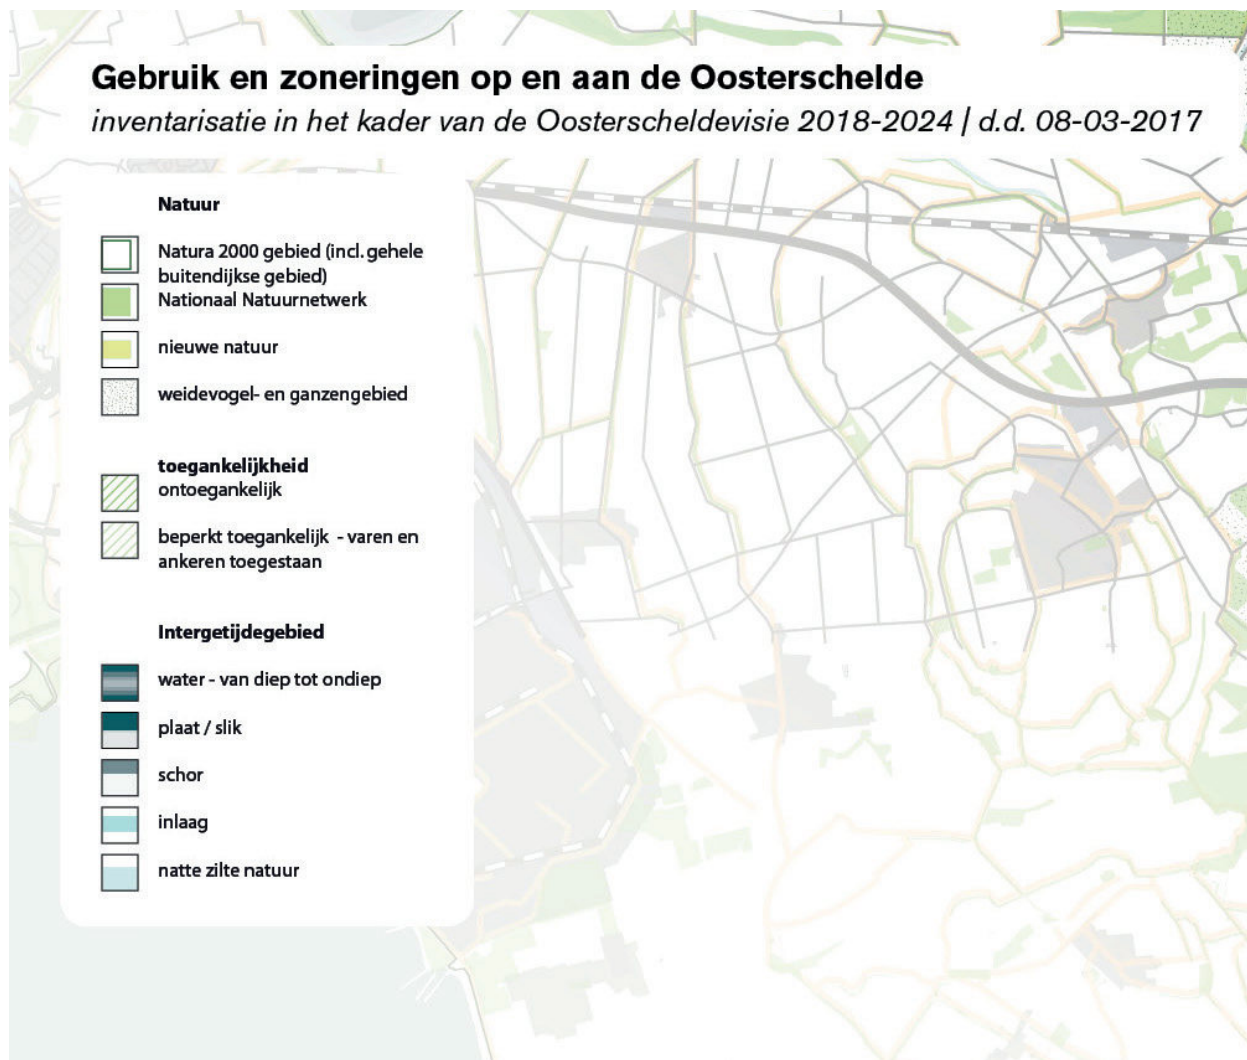 Gebruik en zoneringen op en aan de Oosterschelde
inventarisatie in het kader van de Oosterscheldevisie 2018-2024 | d.d. 08-03-2017
Natuur
Natura 2000 gebied (incl. gehele
buitendijkse gebied)
Nationaal Natuurnetwerk
nieuwe natuur
weidevogel- en ganzengebied
toegankelijkheid
ontoegankelijk
beperkt toegankelijk - varen en
ankeren toegestaan
Intergetijdegebied
water - van diep tot ondiep
plaat / slik
schor
inlaag
natte zilte natuur